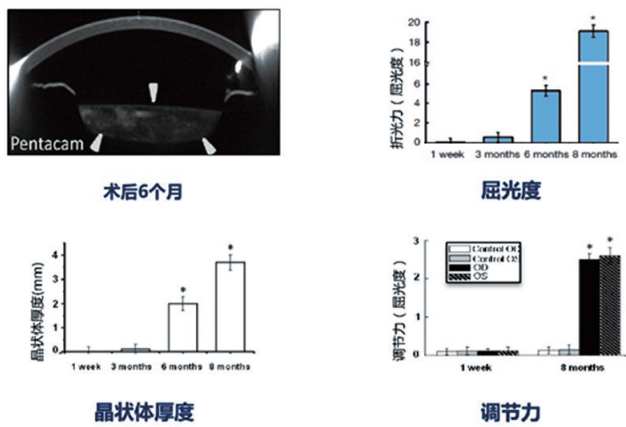 Pentacam
术后6个月
折光力（屈光度）
20
18
16
6
4
2
0
1 week
3 months
6 months
8 months
*
*
屈光度
晶状体厚度(mm)
4
3
2
1
0
1 week
3 months
6 months
8 months
*
*
晶状体厚度
调节力（屈光度）
3
2
1
0
Control OD
Control OS
OD
OS
*
*
1 week
8 months
调节力